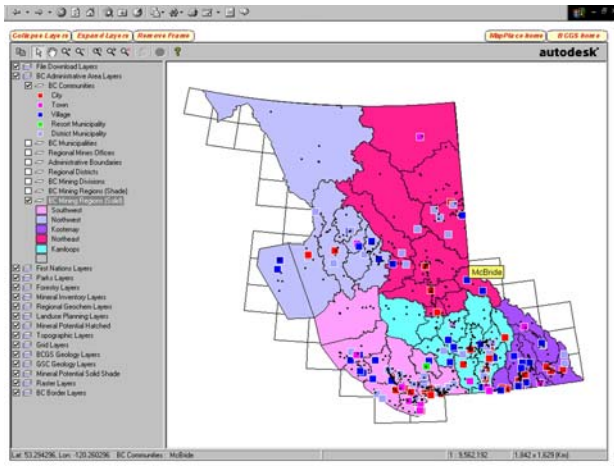 Collapse Layers Expand Layers Remove Frame MapPlace home BCGS home
autodesk
File Download Layers
BC Administrative Area Layers
BC Communities
City
Town
Village
Resort Municipality
District Municipality
BC Municipalities
Regional Mines Offices
Administrative Boundaries
Regional Districts
BC Mining Divisions
BC Mining Regions (Shade)
BC Mining Regions (Solid)
Southwest
Northwest
Kootenay
Northeast
Kamloops
First Nations Layers
Parks Layers
Forestry Layers
Mineral Inventory Layers
Regional Geochem Layers
Landuse Planning Layers
Mineral Potential Hatched
Topographic Layers
Grid Layers
BCGS Geology Layers
GSC Geology Layers
Mineral Potential Solid Shade
Raster Layers
BC Border Layers
McBride
Lat: 53.294296, Lon: -120.260296 BC Communities : McBride 1 : 9,562,192 1,842 x 1,629 (Km)